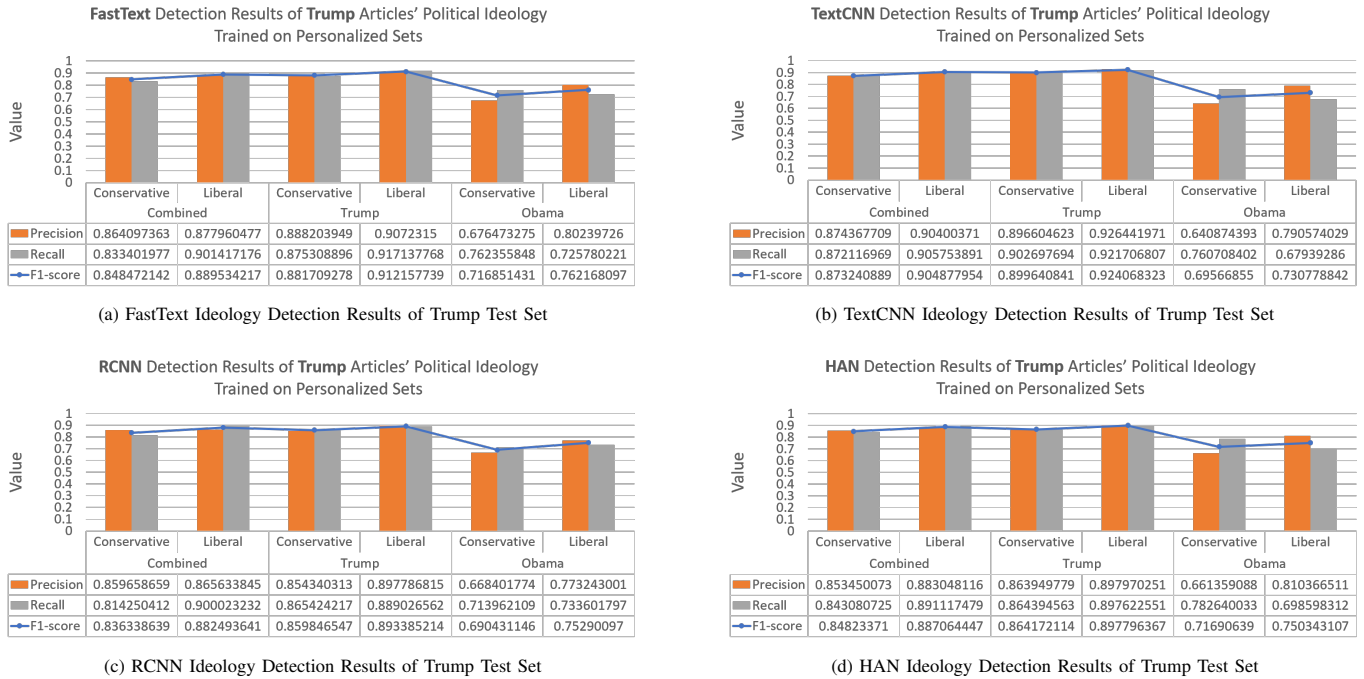 FastText Detection Results of Trump Articles' Political Ideology
Trained on Personalized Sets
Value
1
0.9
0.8
0.7
0.6
0.5
0.4
0.3
0.2
0.1
0
Conservative Liberal Conservative Liberal Conservative Liberal
Combined Trump Obama
Precision 0.864097363 0.877960477 0.888203949 0.9072315 0.676473275 0.80239726
Recall 0.833401977 0.901417176 0.875308896 0.917137768 0.762355848 0.725780221
F1-score 0.848472142 0.889534217 0.881709278 0.912157739 0.716851431 0.762168097
(a) FastText Ideology Detection Results of Trump Test Set
TextCNN Detection Results of Trump Articles' Political Ideology
Trained on Personalized Sets
Value
1
0.9
0.8
0.7
0.6
0.5
0.4
0.3
0.2
0.1
0
Conservative Liberal Conservative Liberal Conservative Liberal
Combined Trump Obama
Precision 0.874367709 0.90400371 0.896604623 0.926441971 0.640874393 0.790574029
Recall 0.872116969 0.905753891 0.902697694 0.921706807 0.760708402 0.67939286
F1-score 0.873240889 0.904877954 0.899640841 0.924068323 0.69566855 0.730778842
(b) TextCNN Ideology Detection Results of Trump Test Set
RCNN Detection Results of Trump Articles' Political Ideology
Trained on Personalized Sets
Value
1
0.9
0.8
0.7
0.6
0.5
0.4
0.3
0.2
0.1
0
Conservative Liberal Conservative Liberal Conservative Liberal
Combined Trump Obama
Precision 0.859658659 0.865633845 0.854340313 0.897786815 0.668401774 0.773243001
Recall 0.814250412 0.900023232 0.865424217 0.889026562 0.713962109 0.733601797
F1-score 0.836338639 0.882493641 0.859846547 0.893385214 0.690431146 0.75290097
(c) RCNN Ideology Detection Results of Trump Test Set
HAN Detection Results of Trump Articles' Political Ideology
Trained on Personalized Sets
Value
1
0.9
0.8
0.7
0.6
0.5
0.4
0.3
0.2
0.1
0
Conservative Liberal Conservative Liberal Conservative Liberal
Combined Trump Obama
Precision 0.853450073 0.883048116 0.863949779 0.897970251 0.661359088 0.810366511
Recall 0.843080725 0.891117479 0.864394563 0.897622551 0.782640033 0.698598312
F1-score 0.84823371 0.887064447 0.864172114 0.897796367 0.71690639 0.750343107
(d) HAN Ideology Detection Results of Trump Test Set